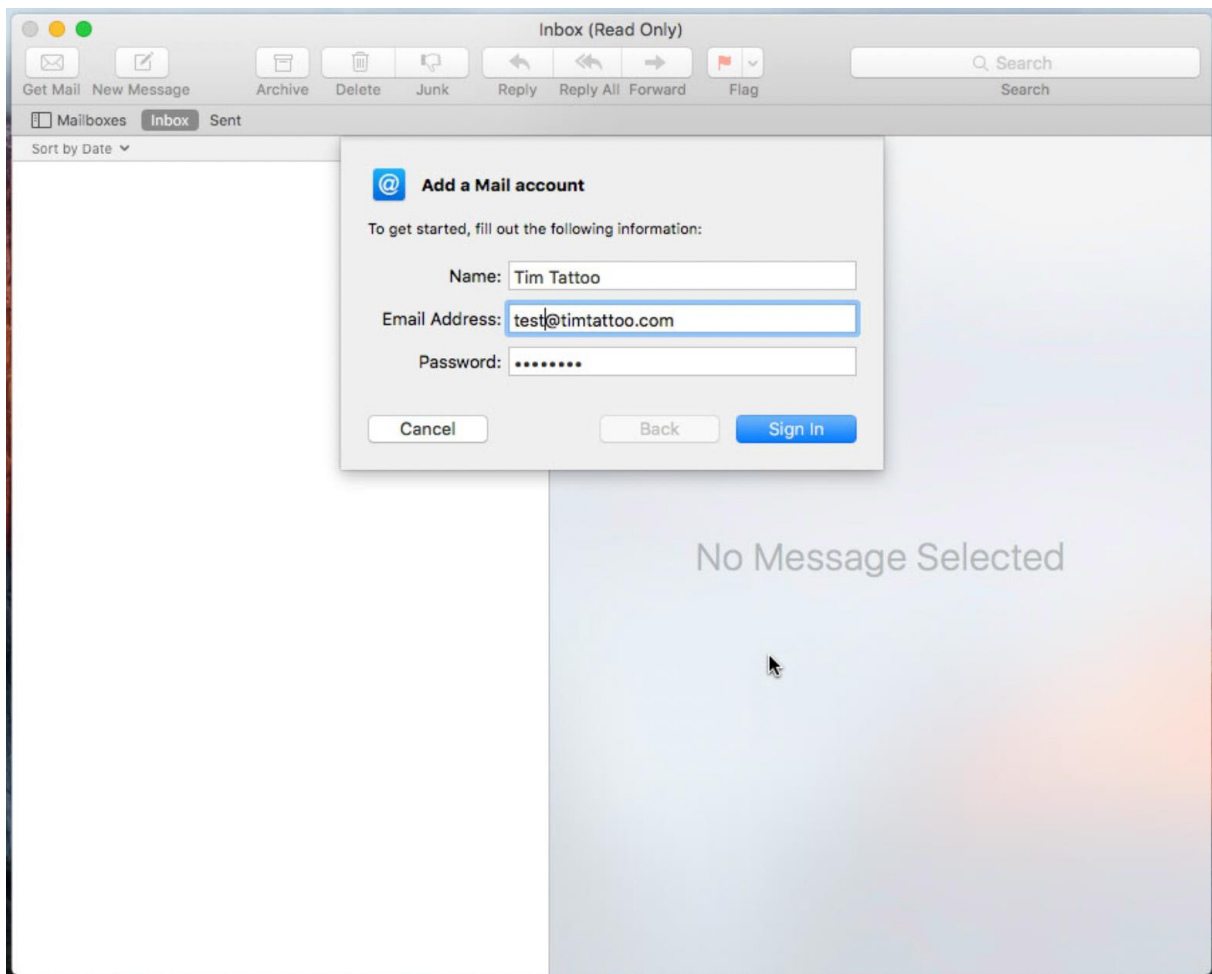 Inbox (Read Only)
Search
Get Mail New Message Archive Delete Junk Reply Reply All Forward Flag Search
Mailboxes Inbox Sent
Sort by Date
@ Add a Mail account
To get started, fill out the following information:
Name: Tim Tattoo
Email Address: test@timtattoo.com
Password: ••••••••
Cancel Back Sign In
No Message Selected